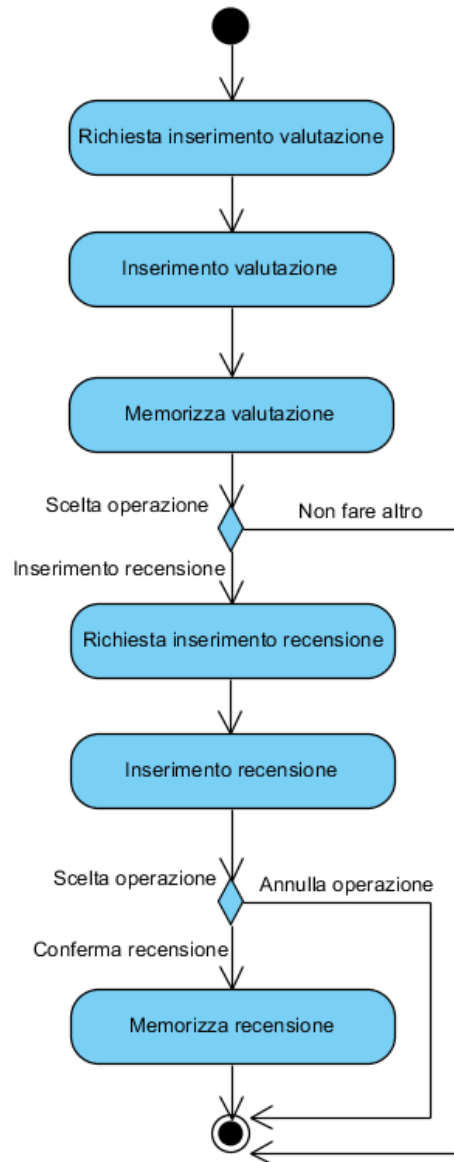 Richiesta inserimento valutazione
Inserimento valutazione
Memorizza valutazione
Scelta operazione
Non fare altro
Inserimento recensione
Richiesta inserimento recensione
Inserimento recensione
Scelta operazione
Annulla operazione
Conferma recensione
Memorizza recensione